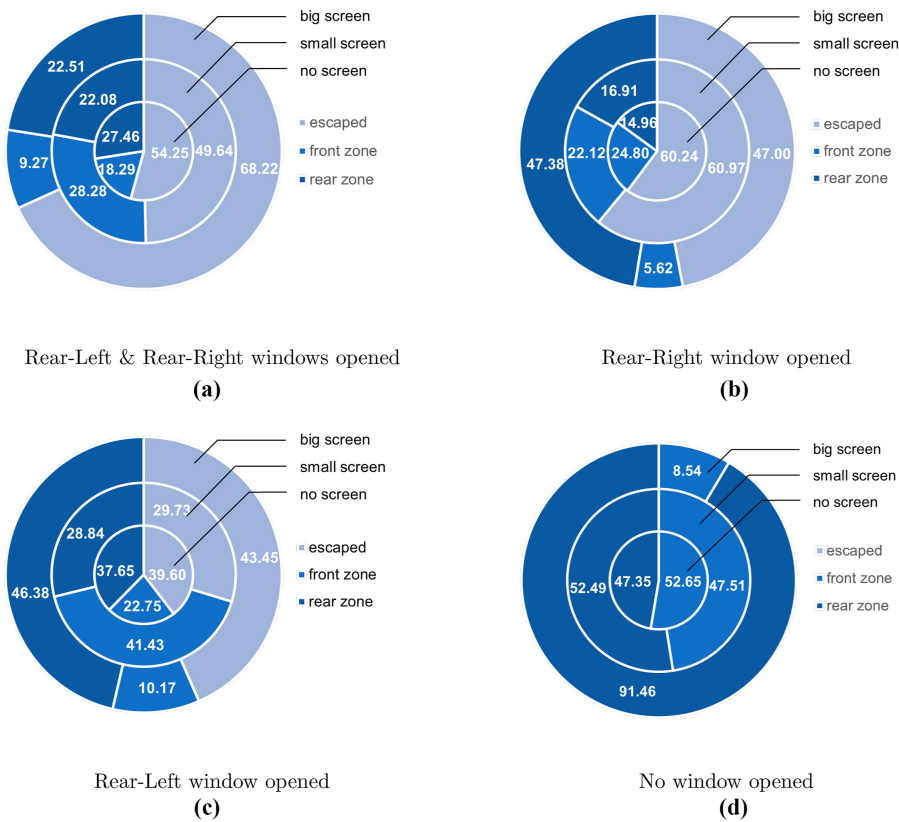 big screen
small screen
no screen
22.51
22.08
27.46
54.25
49.64
68.22
9.27
18.29
28.28
escaped
front zone
rear zone
Rear-Left & Rear-Right windows opened
(a)
big screen
small screen
no screen
16.91
14.96
47.38
22.12
24.80
60.24
60.97
47.00
5.62
escaped
front zone
rear zone
Rear-Right window opened
(b)
big screen
small screen
no screen
29.73
28.84
43.45
37.65
39.60
46.38
22.75
41.43
10.17
escaped
front zone
rear zone
Rear-Left window opened
(c)
big screen
small screen
no screen
8.54
52.49
47.35
52.65
47.51
91.46
escaped
front zone
rear zone
No window opened
(d)